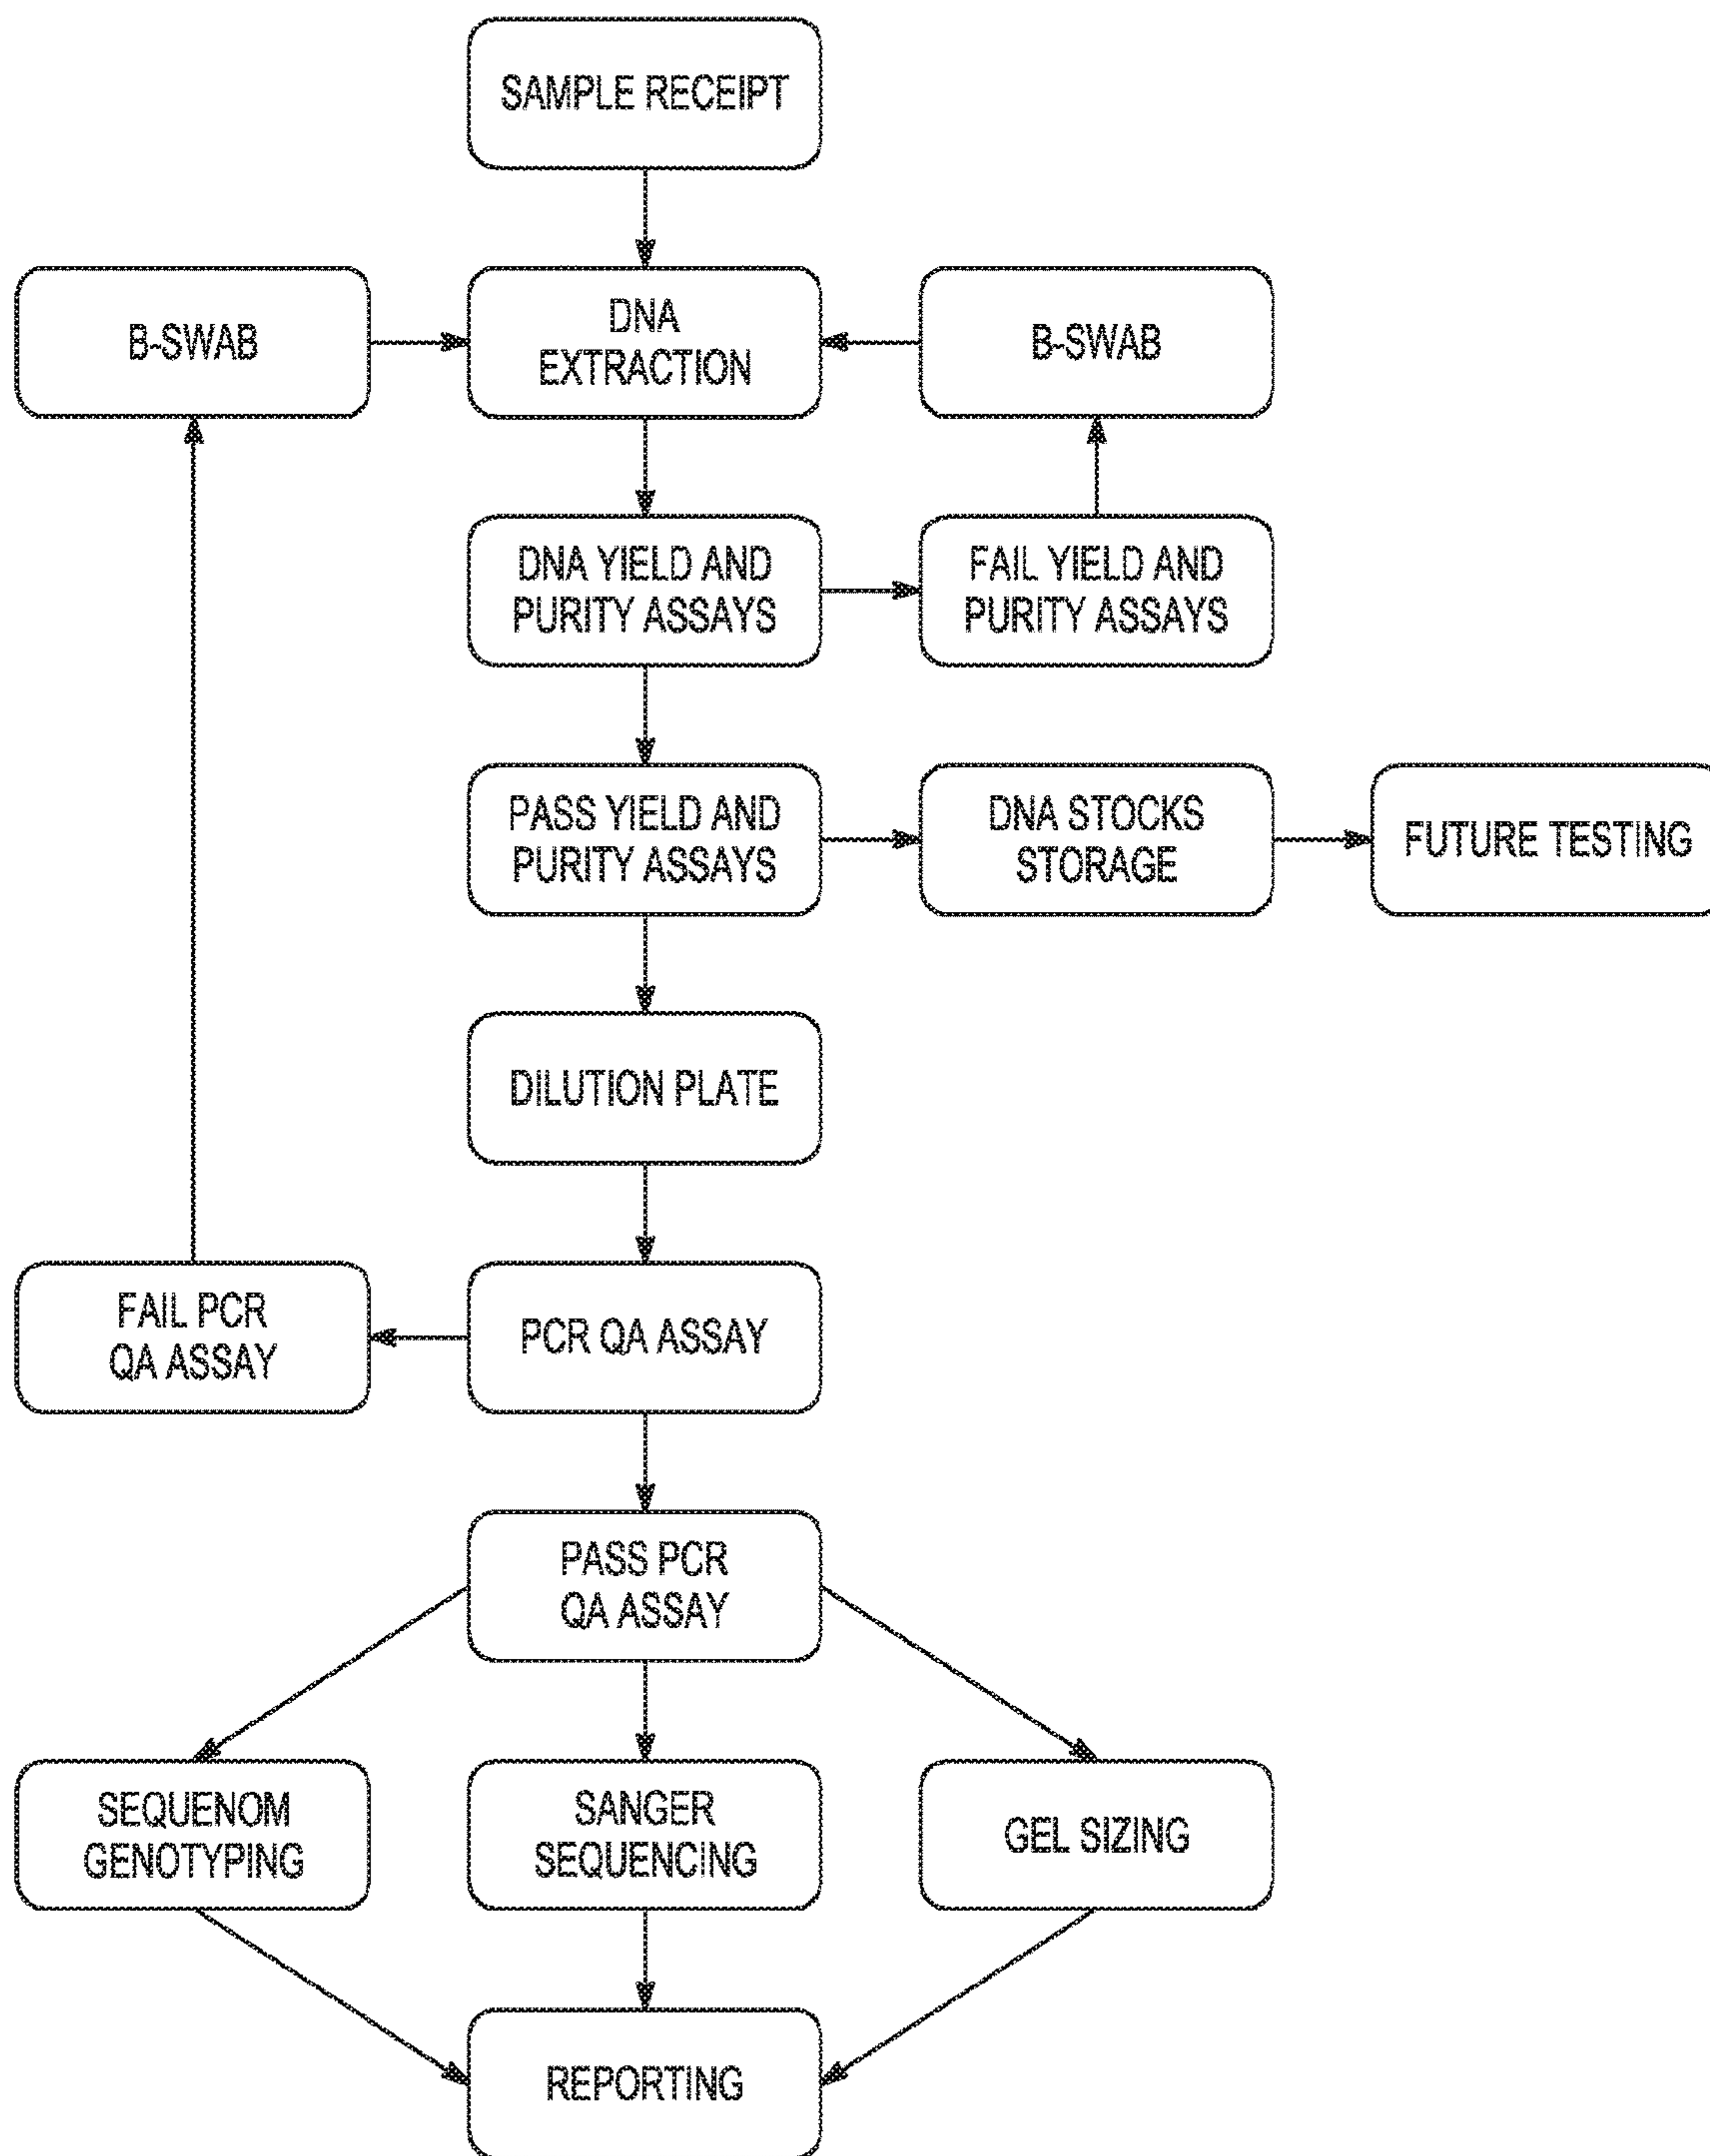 SAMPLE RECEIPT
B-SWAB
DNA
EXTRACTION
B-SWAB
DNA YIELD AND
PURITY ASSAYS
FAIL YIELD AND
PURITY ASSAYS
PASS YIELD AND
PURITY ASSAYS
DNA STOCKS
STORAGE
FUTURE TESTING
DILUTION PLATE
FAIL PCR
QA ASSAY
PCR QA ASSAY
PASS PCR
QA ASSAY
SEQUENOM
GENOTYPING
SANGER
SEQUENCING
GEL SIZING
REPORTING